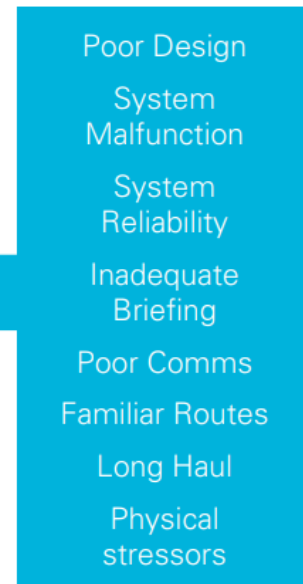 Poor Design
System
Malfunction
System
Reliability
Inadequate
Briefing
Poor Comms
Familiar Routes
Long Haul
Physical
stressors